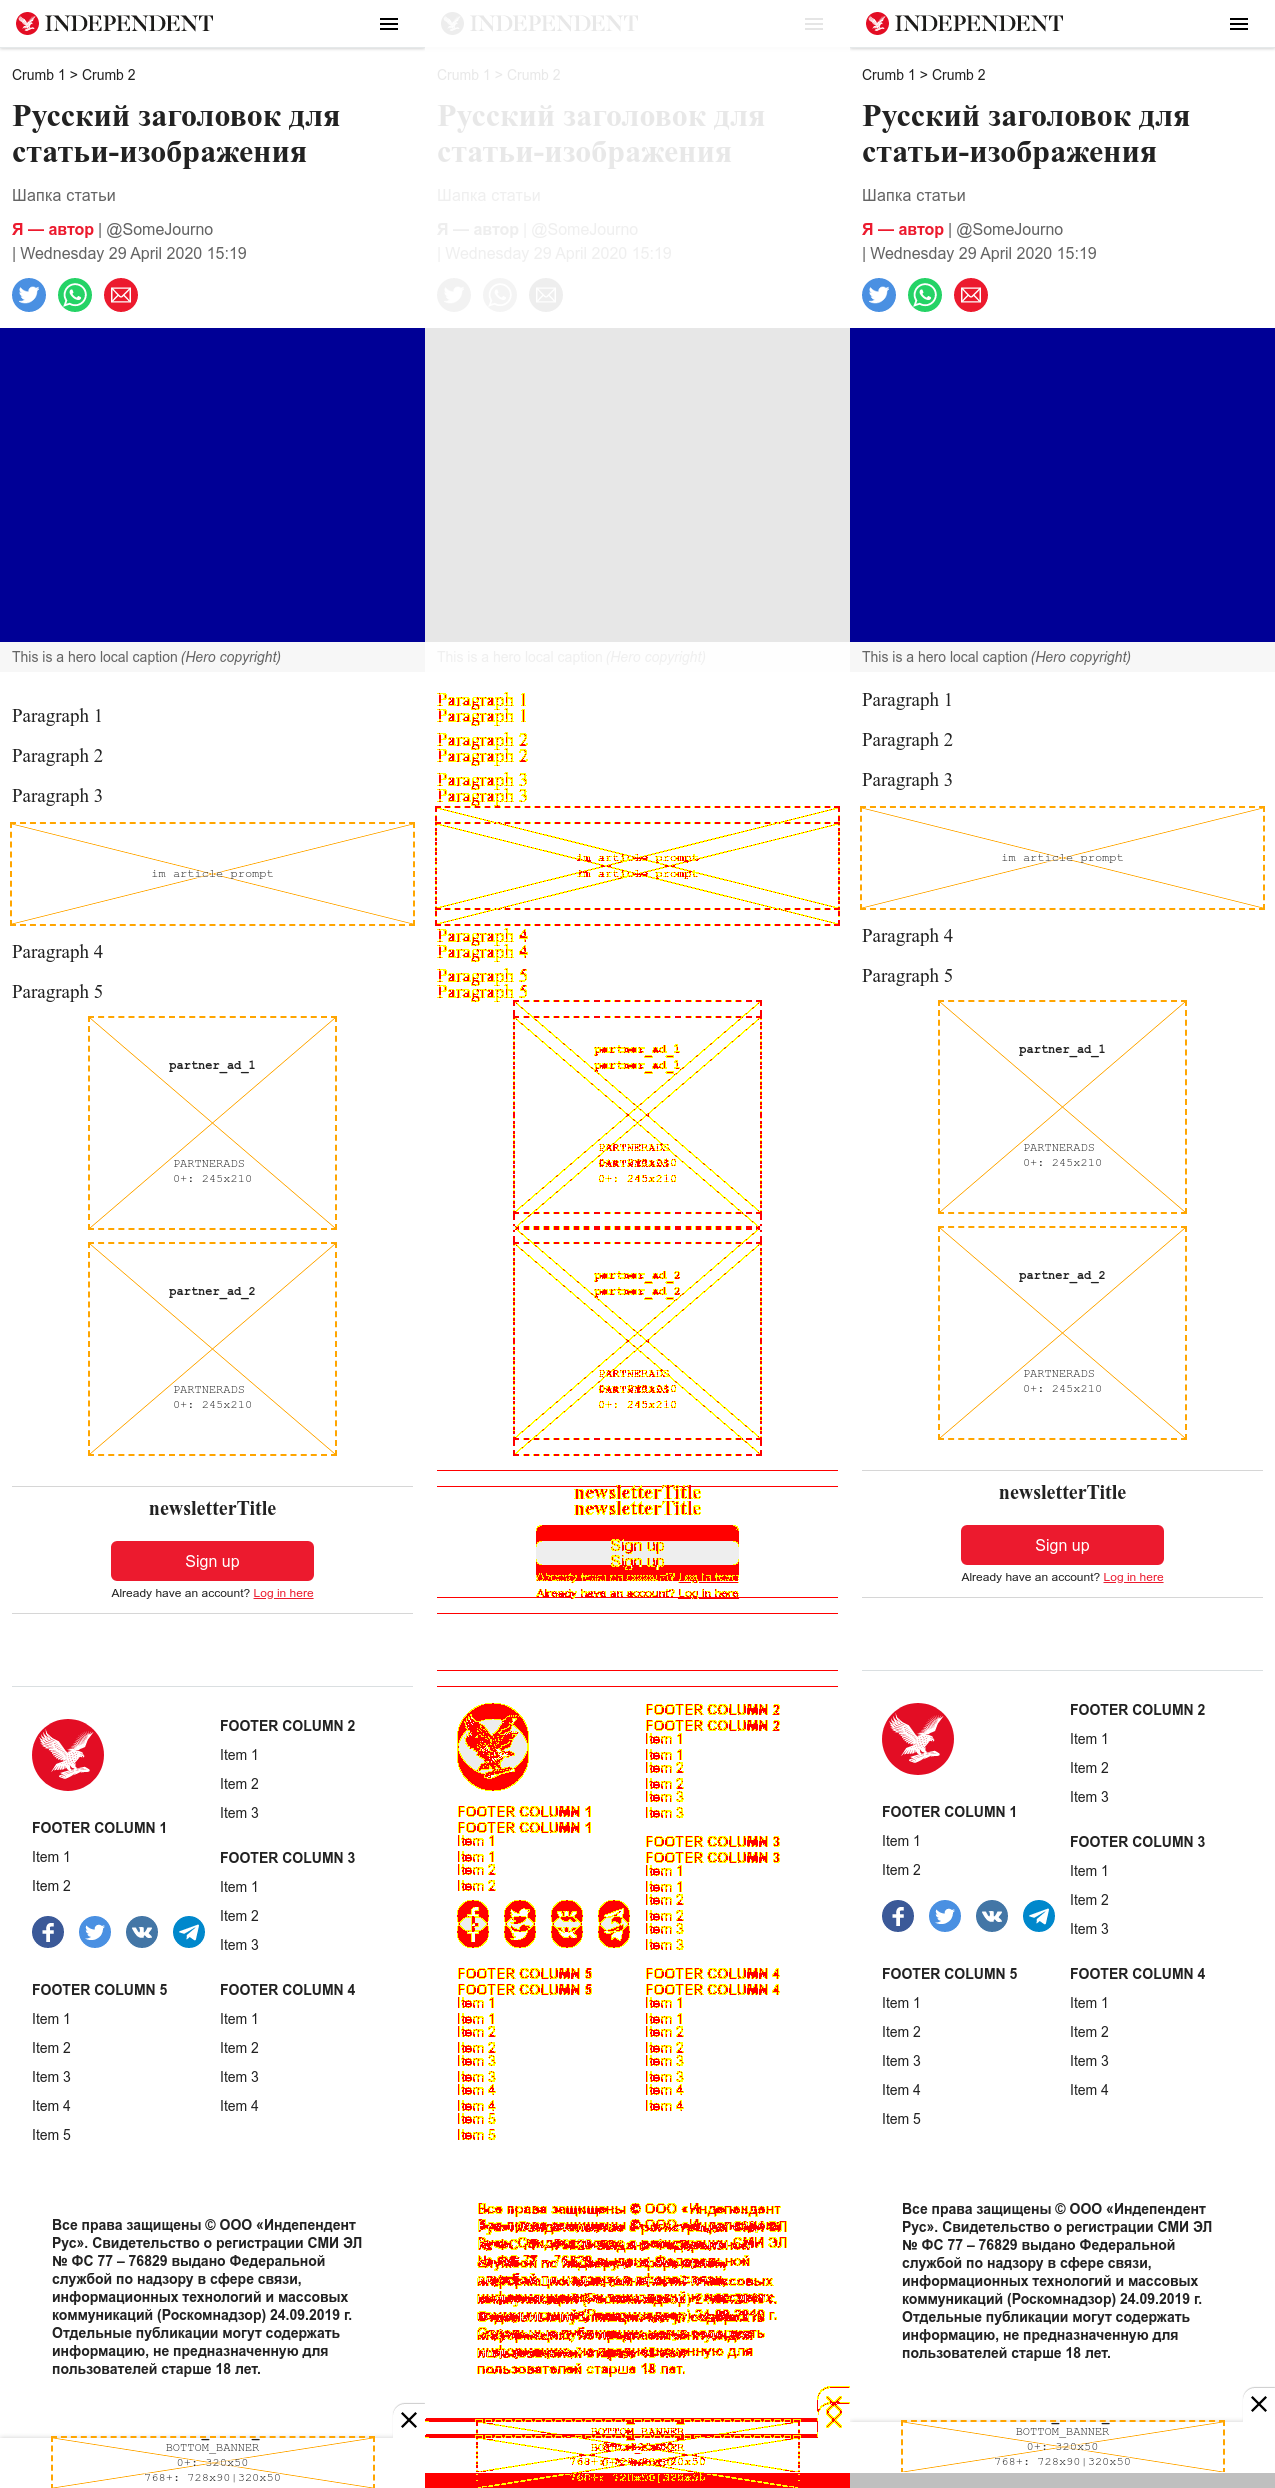 INDEPENDENT
Crumb 1 > Crumb 2
Русский заголовок для
статьи-изображения
Шапка статьи
Я — автор | @SomeJourno
| Wednesday 29 April 2020 15:19
This is a hero local caption (Hero copyright)
Paragraph 1
Paragraph 2
Paragraph 3
im article prompt
Paragraph 4
Paragraph 5
partner_ad_1
PARTNERADS
0+: 245x210
partner_ad_2
PARTNERADS
0+: 245x210
newsletterTitle
Sign up
Already have an account? Log in here
FOOTER COLUMN 1
Item 1
Item 2
FOOTER COLUMN 2
Item 1
Item 2
Item 3
FOOTER COLUMN 3
Item 1
Item 2
Item 3
FOOTER COLUMN 5
Item 1
Item 2
Item 3
Item 4
Item 5
FOOTER COLUMN 4
Item 1
Item 2
Item 3
Item 4
Все права защищены © ООО «Индепендент
Рус». Свидетельство о регистрации СМИ ЭЛ
№ ФС 77 – 76829 выдано Федеральной
службой по надзору в сфере связи,
информационных технологий и массовых
коммуникаций (Роскомнадзор) 24.09.2019 г.
Отдельные публикации могут содержать
информацию, не предназначенную для
пользователей старше 18 лет.
BOTTOM_BANNER
0+: 320x50
768+: 728x90|320x50
INDEPENDENT
Crumb 1 > Crumb 2
Русский заголовок для
статьи-изображения
Шапка статьи
Я — автор | @SomeJourno
| Wednesday 29 April 2020 15:19
This is a hero local caption (Hero copyright)
Paragraph 1
Paragraph 1
Paragraph 2
Paragraph 2
Paragraph 3
Paragraph 3
im article prompt
im article prompt
Paragraph 4
Paragraph 4
Paragraph 5
Paragraph 5
partner_ad_1
partner_ad_1
PARTNERADS
0+: 245x210
partner_ad_2
partner_ad_2
PARTNERADS
0+: 245x210
newsletterTitle
newsletterTitle
Sign up
Sign up
Already have an account? Log in here
Already have an account? Log in here
FOOTER COLUMN 1
FOOTER COLUMN 1
Item 1
Item 1
Item 2
Item 2
FOOTER COLUMN 2
FOOTER COLUMN 2
Item 1
Item 1
Item 2
Item 2
Item 3
Item 3
FOOTER COLUMN 3
FOOTER COLUMN 3
Item 1
Item 1
Item 2
Item 2
Item 3
Item 3
FOOTER COLUMN 5
FOOTER COLUMN 5
Item 1
Item 1
Item 2
Item 2
Item 3
Item 3
Item 4
Item 4
Item 5
Item 5
FOOTER COLUMN 4
FOOTER COLUMN 4
Item 1
Item 1
Item 2
Item 2
Item 3
Item 3
Item 4
Item 4
Все права защищены © ООО «Индепендент
пользователей старше 18 лет.
BOTTOM_BANNER
INDEPENDENT
Crumb 1 > Crumb 2
Русский заголовок для
статьи-изображения
Шапка статьи
Я — автор | @SomeJourno
| Wednesday 29 April 2020 15:19
This is a hero local caption (Hero copyright)
Paragraph 1
Paragraph 2
Paragraph 3
im article prompt
Paragraph 4
Paragraph 5
partner_ad_1
PARTNERADS
0+: 245x210
partner_ad_2
PARTNERADS
0+: 245x210
newsletterTitle
Sign up
Already have an account? Log in here
FOOTER COLUMN 1
Item 1
Item 2
FOOTER COLUMN 2
Item 1
Item 2
Item 3
FOOTER COLUMN 3
Item 1
Item 2
Item 3
FOOTER COLUMN 5
Item 1
Item 2
Item 3
Item 4
Item 5
FOOTER COLUMN 4
Item 1
Item 2
Item 3
Item 4
Все права защищены © ООО «Индепендент
Рус». Свидетельство о регистрации СМИ ЭЛ
№ ФС 77 – 76829 выдано Федеральной
службой по надзору в сфере связи,
информационных технологий и массовых
коммуникаций (Роскомнадзор) 24.09.2019 г.
Отдельные публикации могут содержать
информацию, не предназначенную для
пользователей старше 18 лет.
BOTTOM_BANNER
0+: 320x50
768+: 728x90|320x50